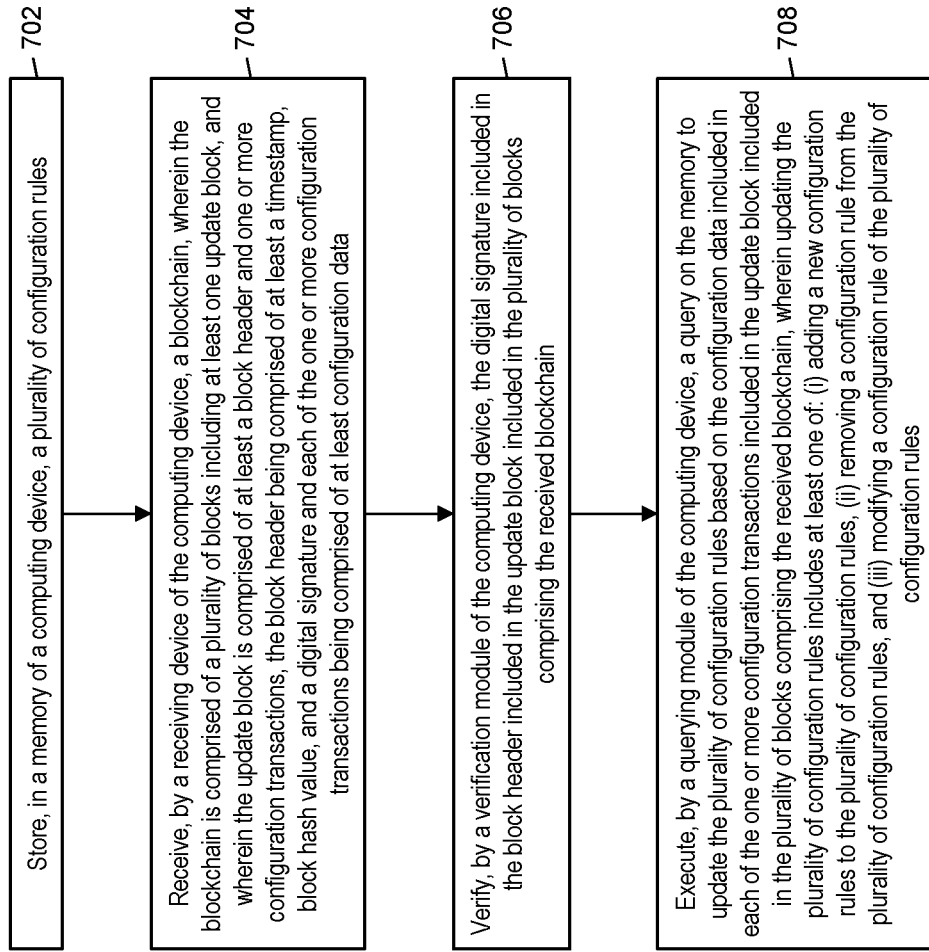 702
Store, in a memory of a computing device, a plurality of configuration rules
704
Receive, by a receiving device of the computing device, a blockchain, wherein the
blockchain is comprised of a plurality of blocks including at least one update block, and
wherein the update block is comprised of at least a block header and one or more
configuration transactions, the block header being comprised of at least a timestamp,
block hash value, and a digital signature and each of the one or more configuration
transactions being comprised of at least configuration data
706
Verify, by a verification module of the computing device, the digital signature included in
the block header included in the update block included in the plurality of blocks
comprising the received blockchain
708
Execute, by a querying module of the computing device, a query on the memory to
update the plurality of configuration rules based on the configuration data included in
each of the one or more configuration transactions included in the update block included
in the plurality of blocks comprising the received blockchain, wherein updating the
plurality of configuration rules includes at least one of: (i) adding a new configuration
rules to the plurality of configuration rules, (ii) removing a configuration rule from the
plurality of configuration rules, and (iii) modifying a configuration rule of the plurality of
configuration rules